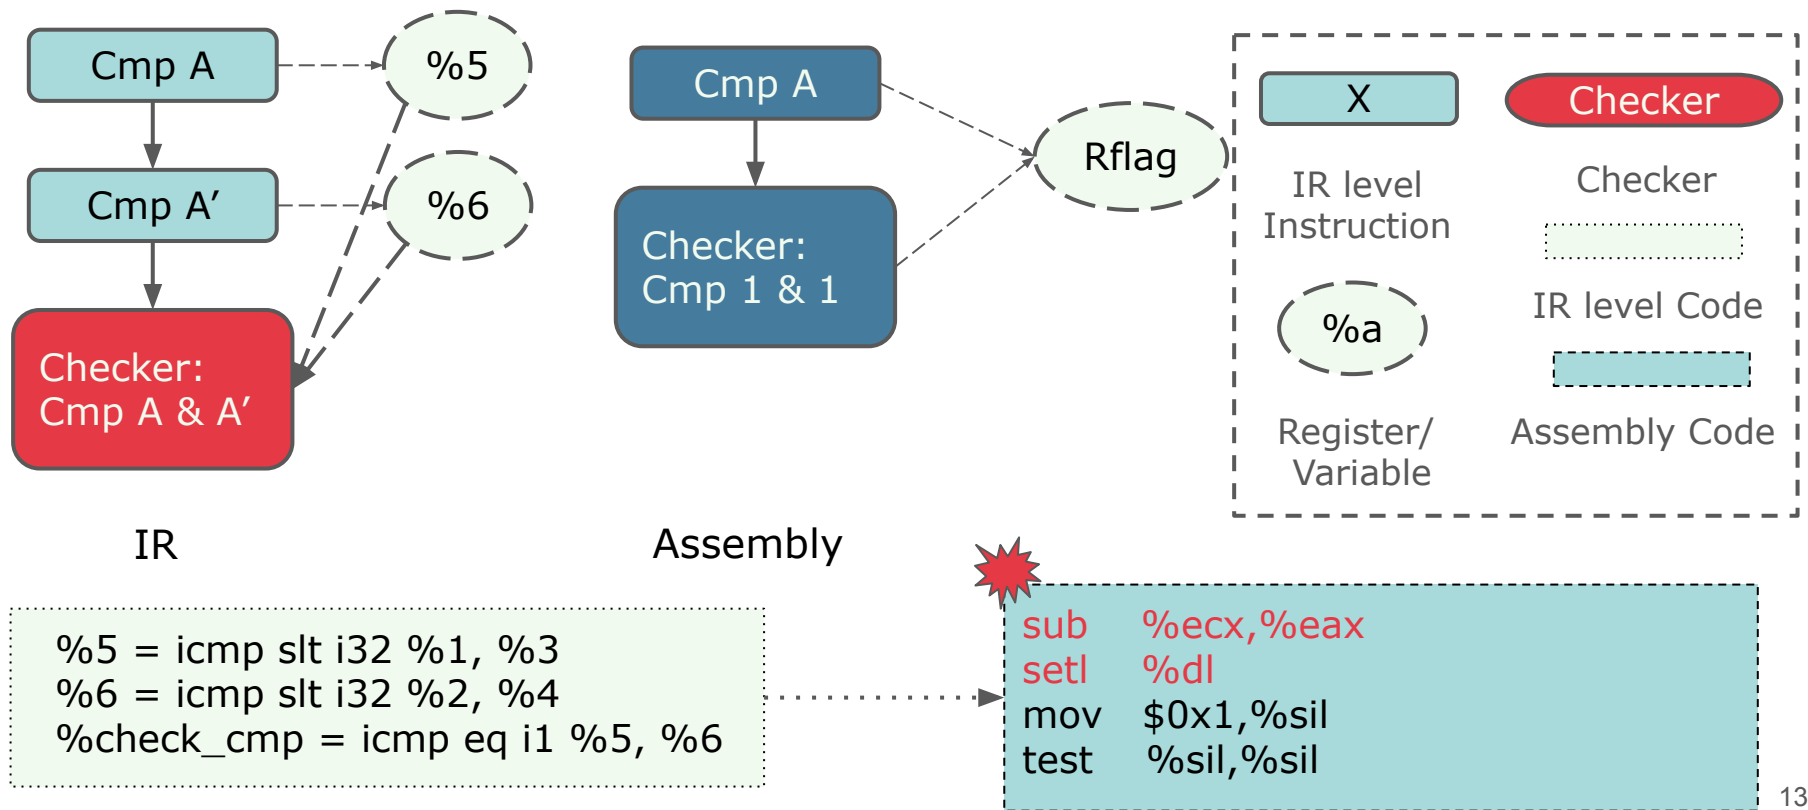 Cmp A
%5
Cmp A′
%6
Checker:
Cmp A & A′
IR
Cmp A
Rflag
Checker:
Cmp 1 & 1
Assembly
X
Checker
IR level
Instruction
Checker
%a
IR level Code
Register/
Variable
Assembly Code
%5 = icmp slt i32 %1, %3
%6 = icmp slt i32 %2, %4
%check_cmp = icmp eq i1 %5, %6
sub %ecx,%eax
setl %dl
mov $0x1,%sil
test %sil,%sil
13